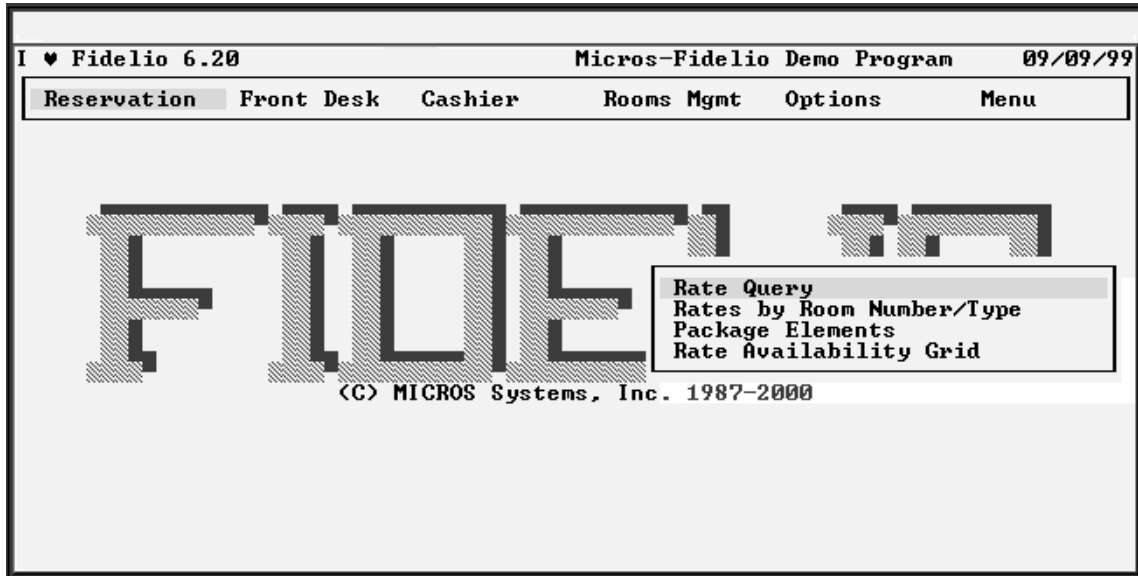 I ♥ Fidelio 6.20 Micros-Fidelio Demo Program 09/09/99
Reservation Front Desk Cashier Rooms Mgmt Options Menu
FIDELIO
Rate Query
Rates by Room Number/Type
Package Elements
Rate Availability Grid
(C) MICROS Systems, Inc. 1987-2000